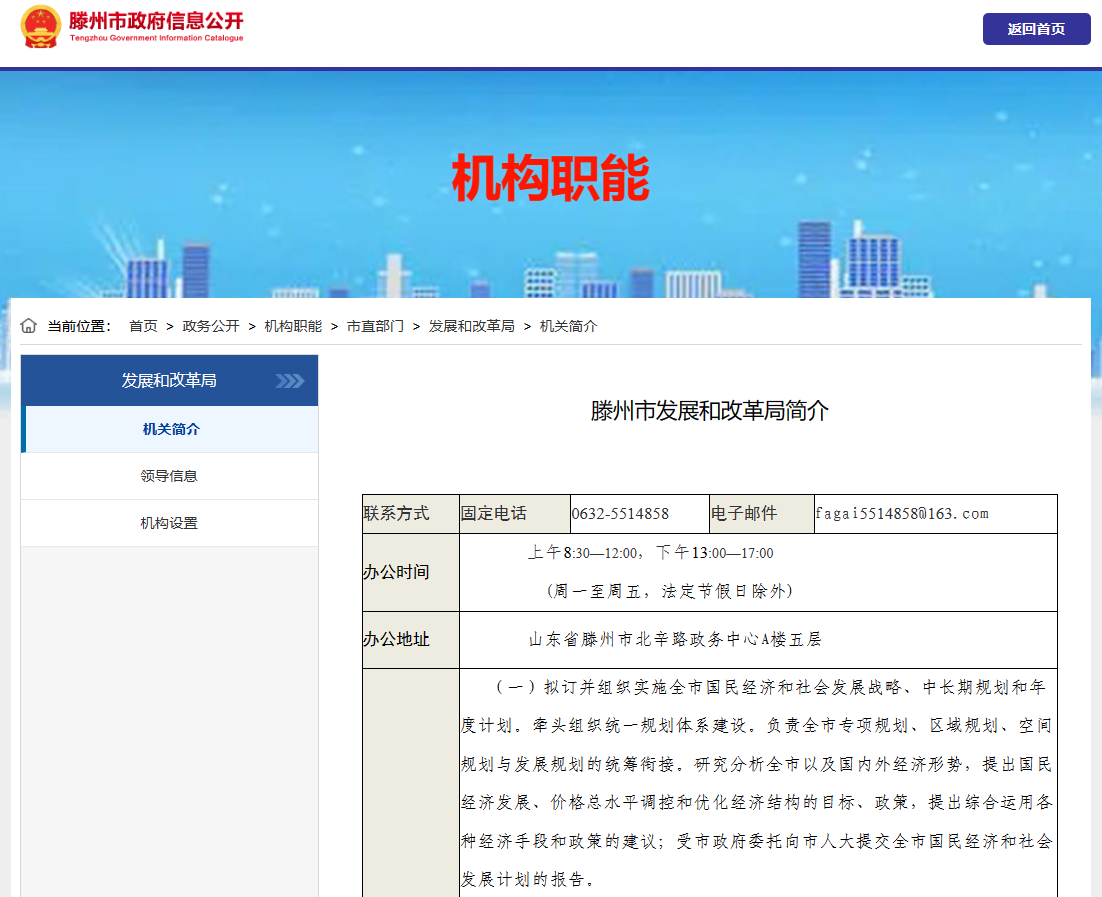 滕州市政府信息公开
Tengzhou Government Information Catalogue
返回首页
机构职能
当前位置： 首页 > 政务公开 > 机构职能 > 市直部门 > 发展和改革局 > 机关简介
发展和改革局
机关简介
领导信息
机构设置
滕州市发展和改革局简介
联系方式 固定电话 0632-5514858 电子邮件 fagai5514858@163.com
办公时间
上午8:30—12:00，下午13:00—17:00
（周一至周五，法定节假日除外）
办公地址 山东省滕州市北辛路政务中心A楼五层
（一）拟订并组织实施全市国民经济和社会发展战略、中长期规划和年
度计划。牵头组织统一规划体系建设。负责全市专项规划、区域规划、空间
规划与发展规划的统筹衔接。研究分析全市以及国内外经济形势，提出国民
经济发展、价格总水平调控和优化经济结构的目标、政策，提出综合运用各
种经济手段和政策的建议；受市政府委托向市人大提交全市国民经济和社会
发展计划的报告。